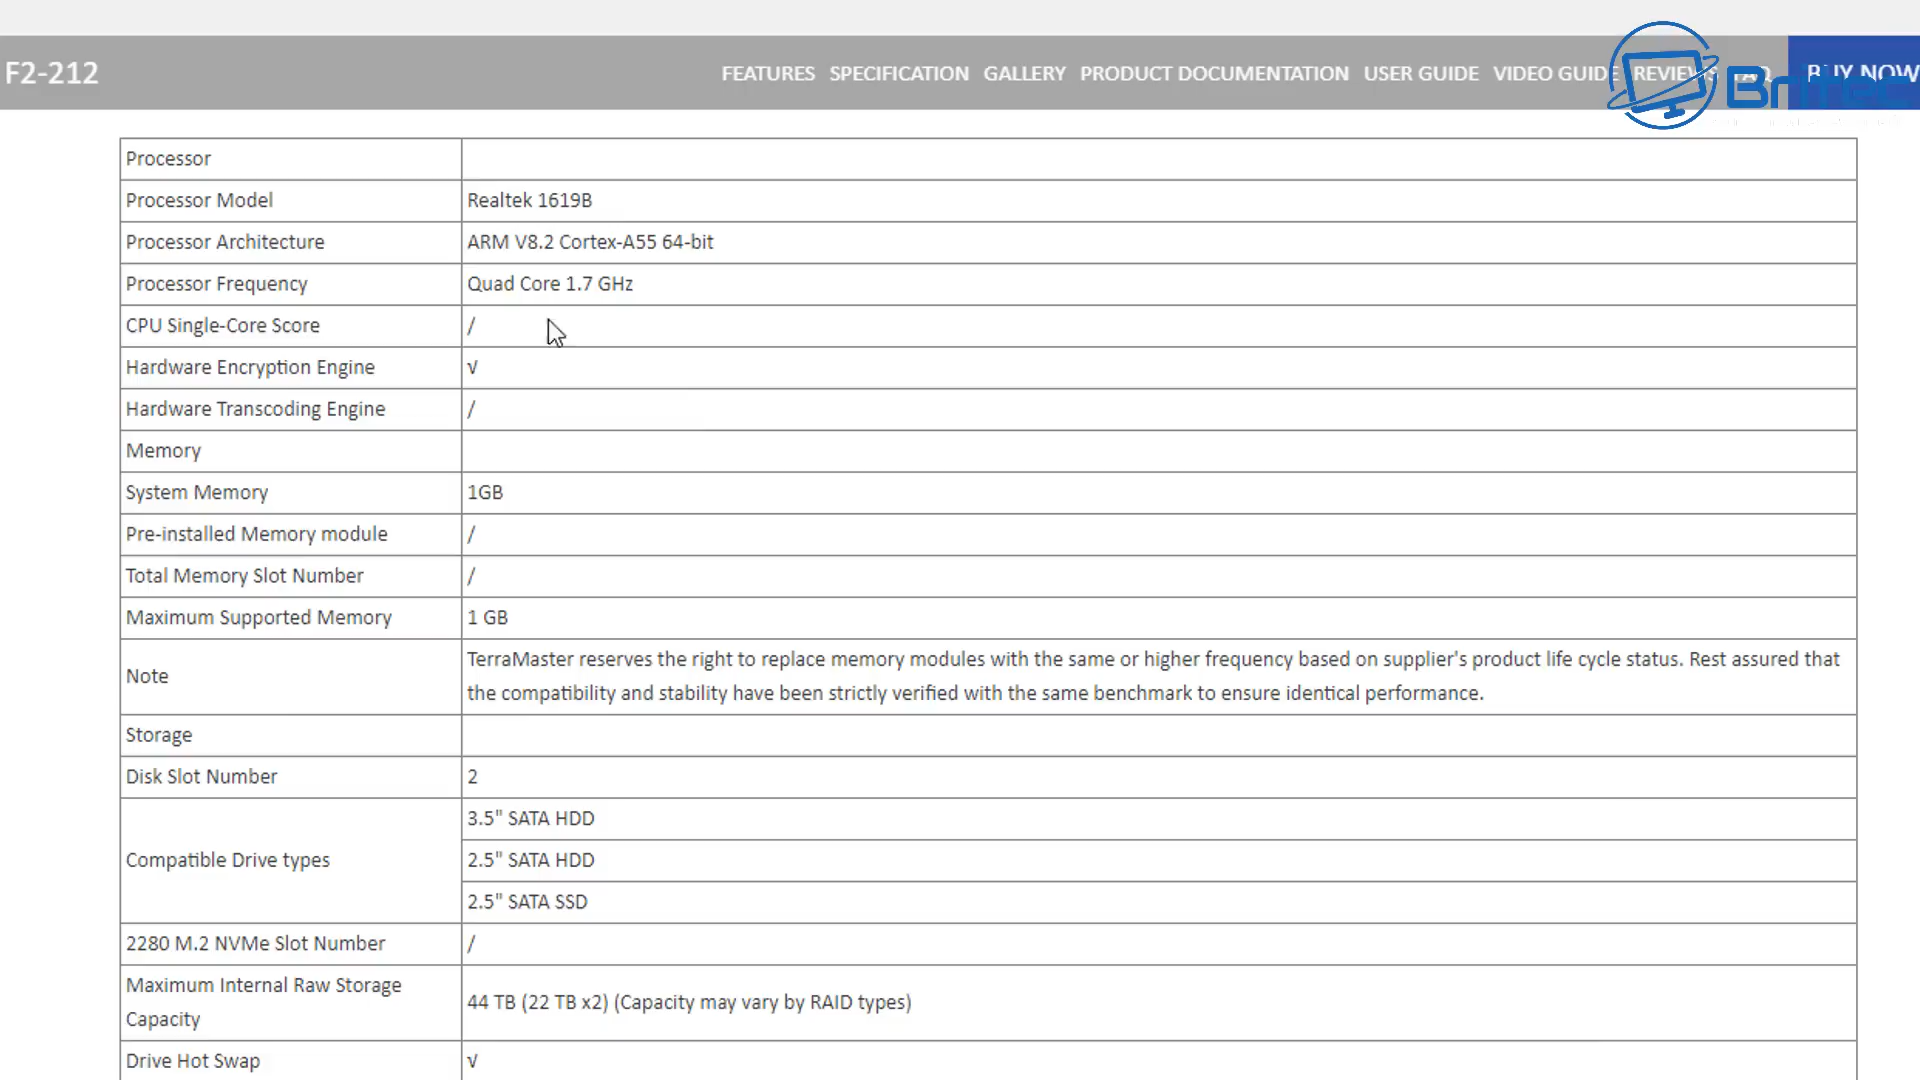 F2-212
FEATURES SPECIFICATION GALLERY PRODUCT DOCUMENTATION USER GUIDE VIDEO GUIDE REVIEWS FAQ BUY NOW
Processor
Processor Model Realtek 1619B
Processor Architecture ARM V8.2 Cortex-A55 64-bit
Processor Frequency Quad Core 1.7 GHz
CPU Single-Core Score /
Hardware Encryption Engine √
Hardware Transcoding Engine /
Memory
System Memory 1GB
Pre-installed Memory module /
Total Memory Slot Number /
Maximum Supported Memory 1 GB
Note TerraMaster reserves the right to replace memory modules with the same or higher frequency based on supplier's product life cycle status. Rest assured that
the compatibility and stability have been strictly verified with the same benchmark to ensure identical performance.
Storage
Disk Slot Number 2
Compatible Drive types
3.5" SATA HDD
2.5" SATA HDD
2.5" SATA SSD
2280 M.2 NVMe Slot Number /
Maximum Internal Raw Storage
Capacity
44 TB (22 TB x2) (Capacity may vary by RAID types)
Drive Hot Swap √